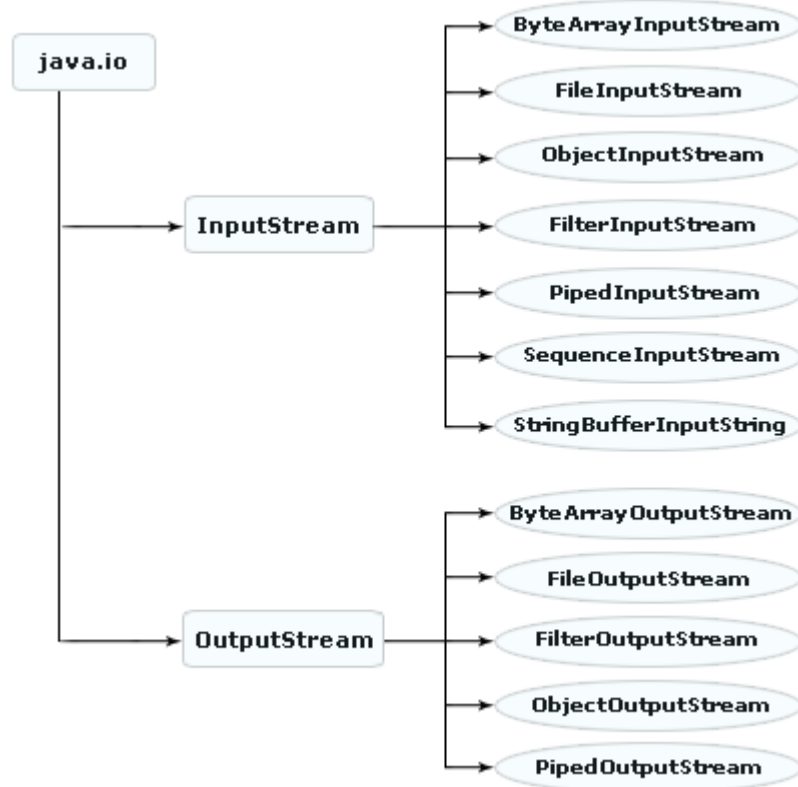 java.io
InputStream
ByteArrayInputStream
FileInputStream
ObjectInputStream
FilterInputStream
PipedInputStream
SequenceInputStream
StringBufferInputString
OutputStream
ByteArrayOutputStream
FileOutputStream
FilterOutputStream
ObjectOutputStream
PipedOutputStream